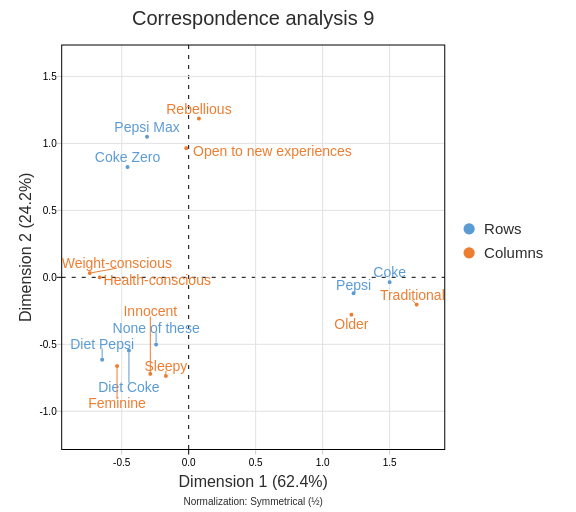 Correspondence analysis 9
1.5
Rebellious
Pepsi Max
1.0
Open to new experiences
Coke Zero
Dimension 2 (24.2%)
0.5
Rows
Columns
Weight-conscious
Coke
0.0
Health-conscious
Pepsi
Traditional
Innocent
Older
None of these
-0.5
Diet Pepsi
Sleepy
Diet Coke
Feminine
-1.0
-0.5
0.0
0.5
1.0
1.5
Dimension 1 (62.4%)
Normalization: Symmetrical (½)